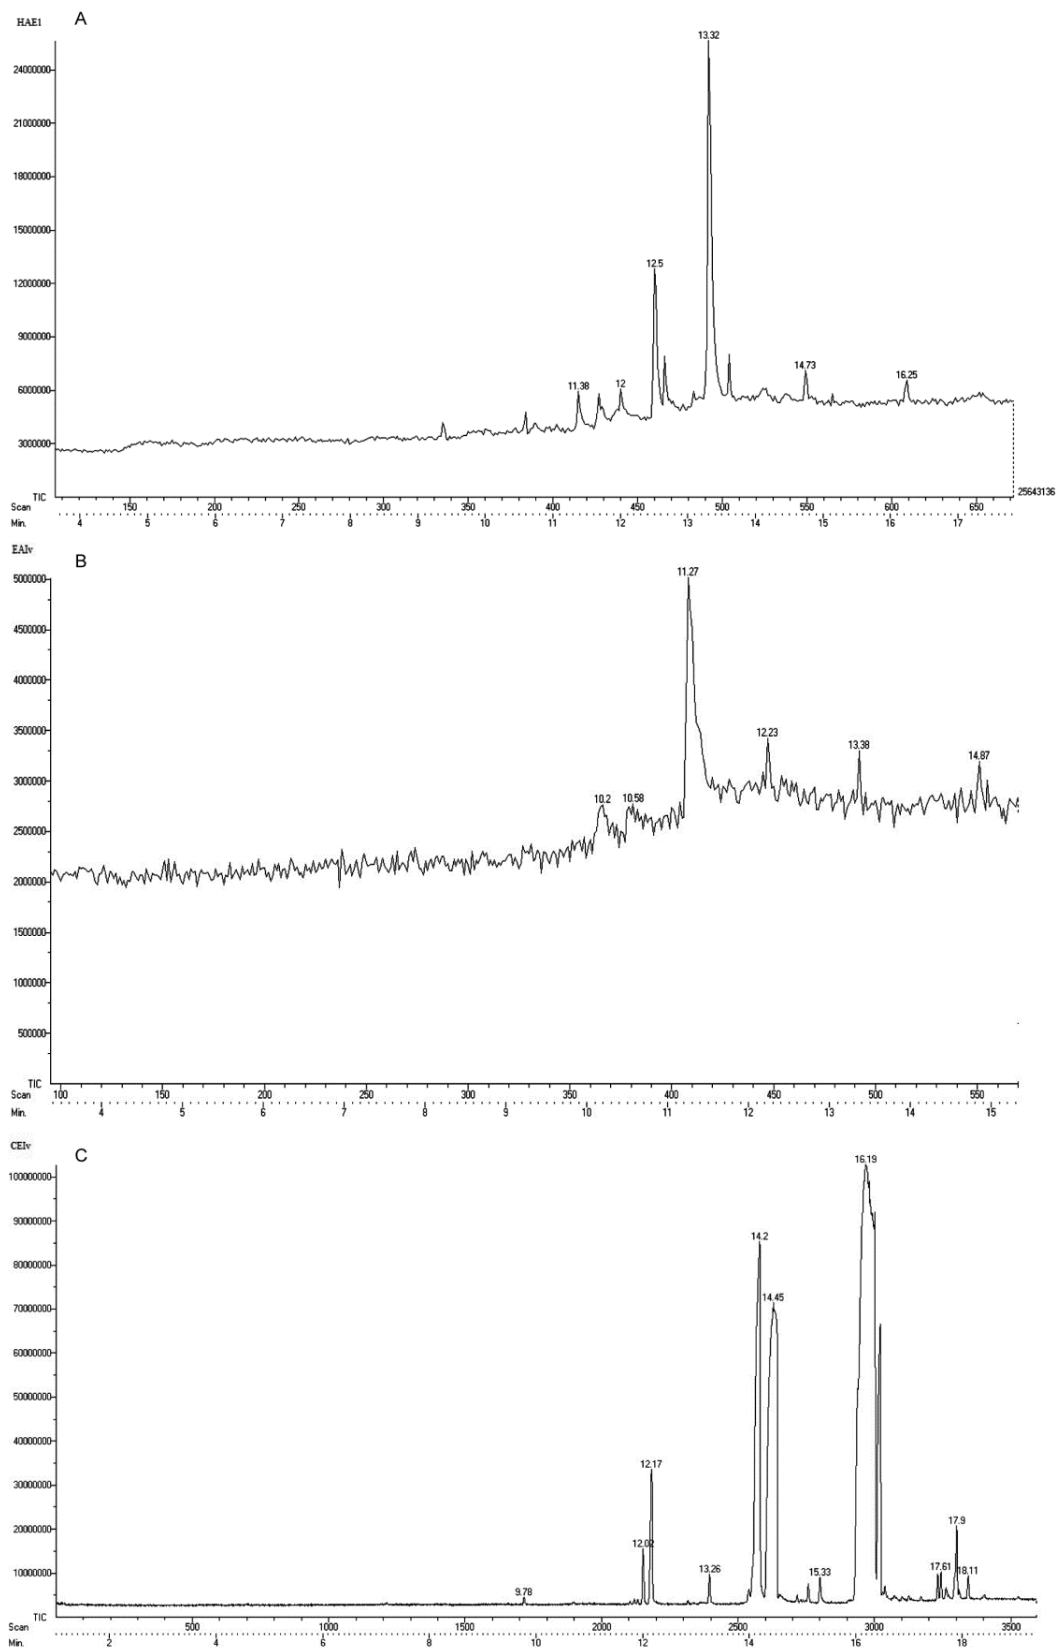 HAE1
A
13.32
24000000
21000000
18000000
15000000
12.5
12000000
9000000
14.73
6000000
11.38
12
16.25
3000000
TIC
25643136
Scan
150 200 250 300 350 400 450 500 550 600 650
Min.
4 5 6 7 8 9 10 11 12 13 14 15 16 17
EAIv
B
11.27
5000000
4500000
4000000
3500000
12.23
13.38
14.87
3000000
10.2
10.58
2500000
2000000
1500000
1000000
500000
TIC
Scan
100 150 200 250 300 350 400 450 500 550
Min.
4 5 6 7 8 9 10 11 12 13 14 15
CEIv
C
16.19
100000000
90000000
14.2
80000000
14.45
70000000
60000000
50000000
40000000
12.17
30000000
20000000
17.9
12.02
10000000
13.26
15.33
17.61
18.11
9.78
TIC
Scan
500 1000 1500 2000 2500 3000 3500
Min.
2 4 6 8 10 12 14 16 18